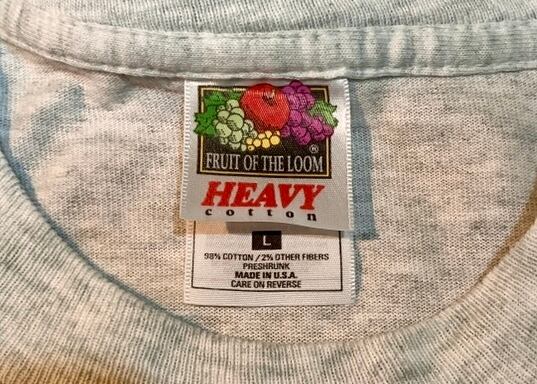 FRUIT OF THE LOOM ®
HEAVY
cotton
L
98% COTTON / 2% OTHER FIBERS
PRESHRUNK
MADE IN U.S.A.
CARE ON REVERSE